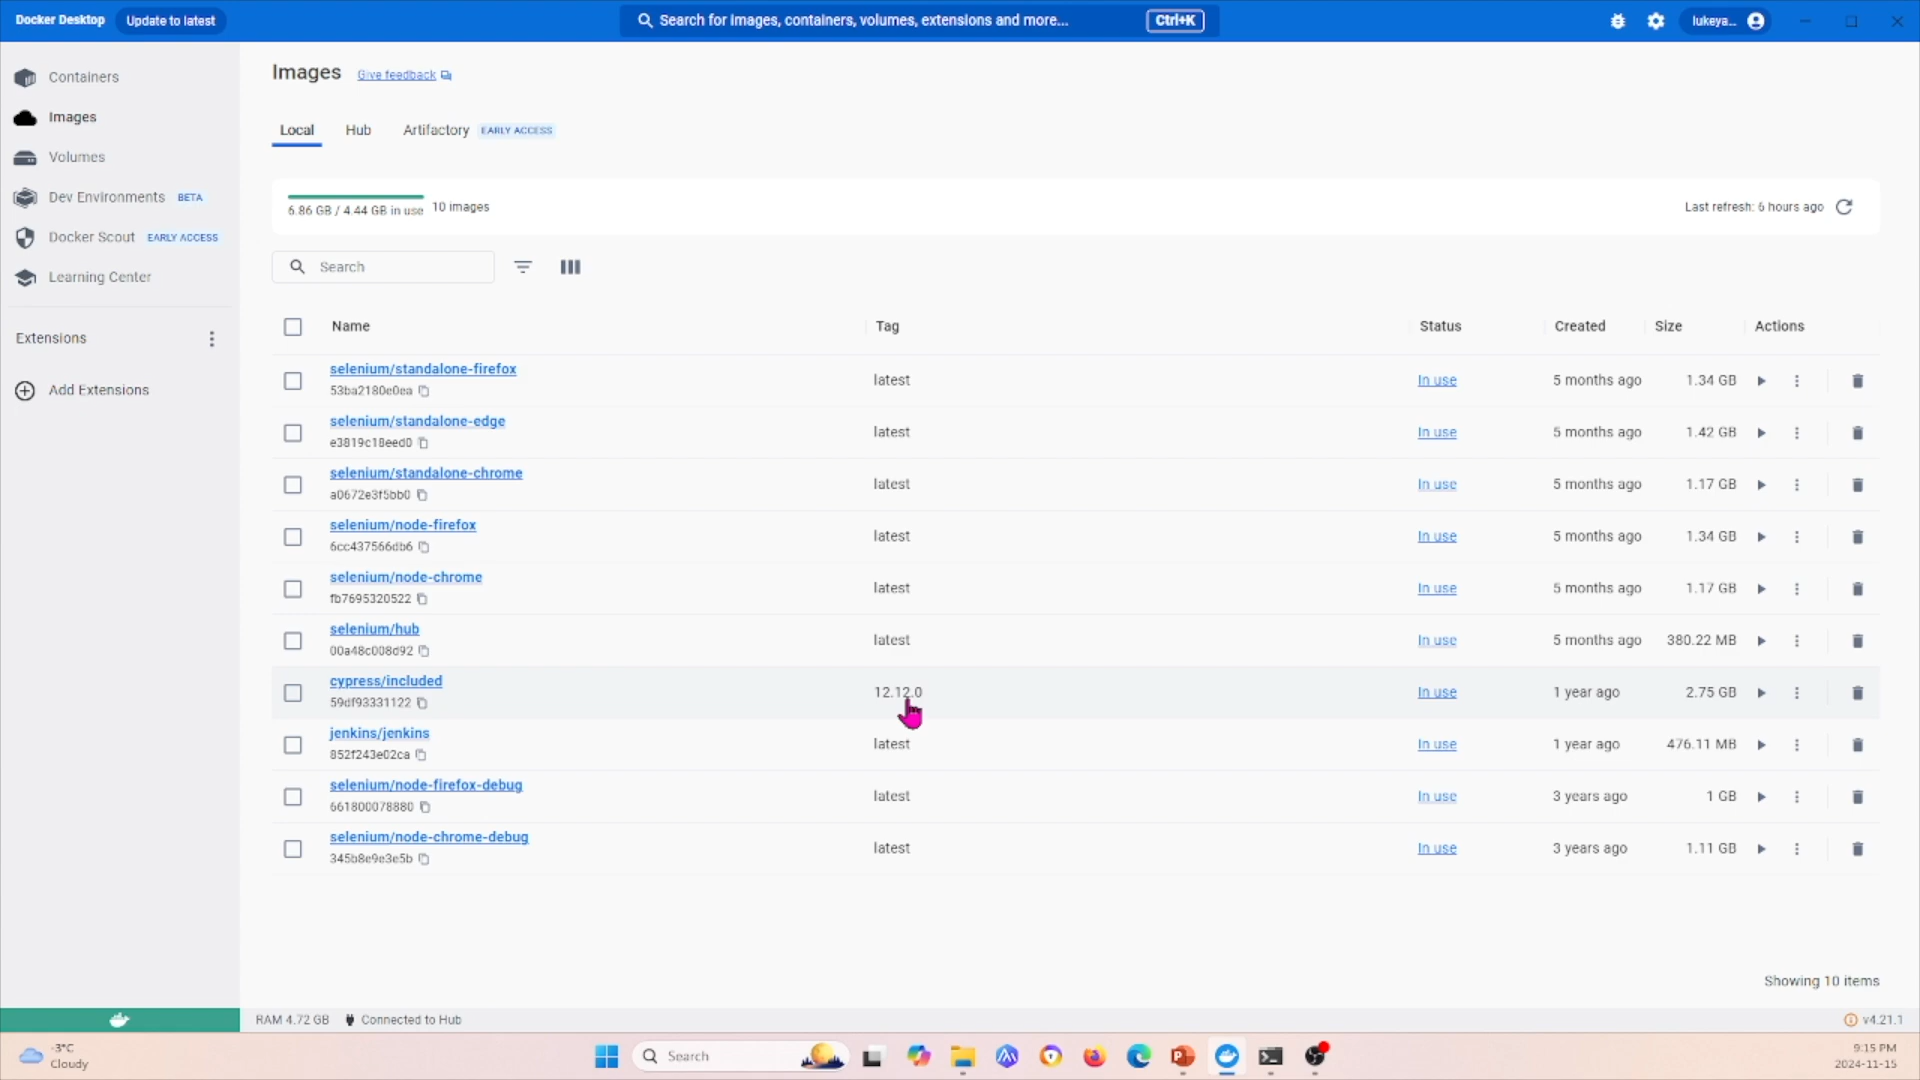 Docker Desktop Update to latest Search for images, containers, volumes, extensions and more... Ctrl+K lukeya...
Containers
Images
Volumes
Dev Environments BETA
Docker Scout EARLY ACCESS
Learning Center
Extensions
Add Extensions
Images Give feedback
Local Hub Artifactory EARLY ACCESS
6.86 GB / 4.44 GB in use 10 images Last refresh: 6 hours ago
Search
Name Tag Status Created Size Actions
selenium/standalone-firefox
53ba2180e0ea latest In use 5 months ago 1.34 GB
selenium/standalone-edge
e3819c18eed0 latest In use 5 months ago 1.42 GB
selenium/standalone-chrome
a0672e3f5bb0 latest In use 5 months ago 1.17 GB
selenium/node-firefox
6cc437566db6 latest In use 5 months ago 1.34 GB
selenium/node-chrome
fb7695320522 latest In use 5 months ago 1.17 GB
selenium/hub
00a48c008d92 latest In use 5 months ago 380.22 MB
cypress/included
59df93331122 12.12.0 In use 1 year ago 2.75 GB
jenkins/jenkins
852f243e02ca latest In use 1 year ago 476.11 MB
selenium/node-firefox-debug
661800078880 latest In use 3 years ago 1 GB
selenium/node-chrome-debug
345b8e9e3e5b latest In use 3 years ago 1.11 GB
Showing 10 items
RAM 4.72 GB Connected to Hub v4.21.1
-3°C
Cloudy
Search
9:15 PM
2024-11-15